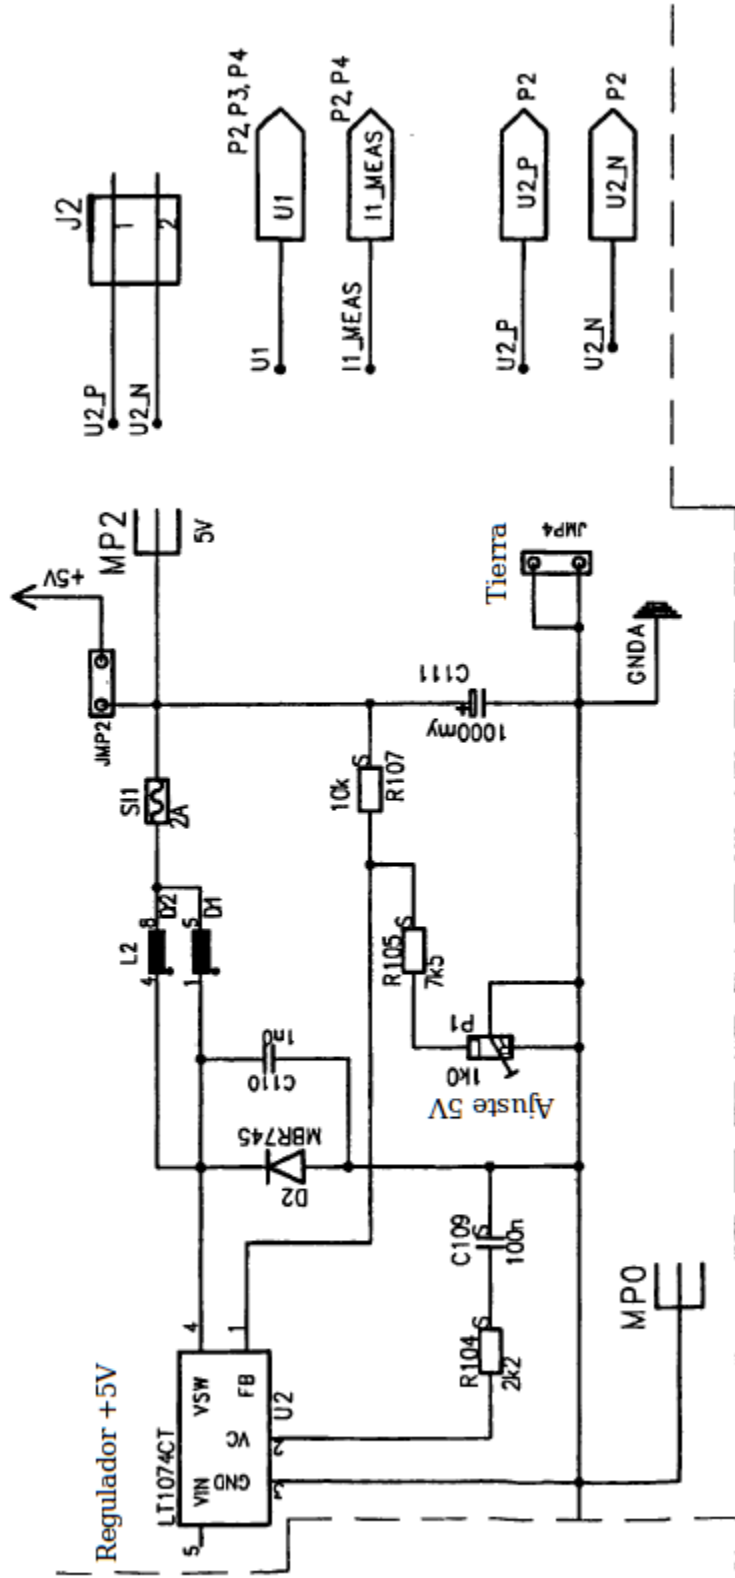 Regulador +5V
LT1074CT
5
VIN
VSW
4
GND
3
VC
2
FB
1
U2
D2
MBR745
C110
1n0
L2
4
8
DY2
1
5
SI1
2A
JMP2
+5V
MP2
5V
R104
2k2
C109
100n
S
S
Ajuste 5V
P1
1k0
R105
7k5
S
10k
R107
S
C111
1000my
Tierra
JMP4
GNDA
MP0
J2
1
2
U2_P
U2_N
U1
U1
P2, P3, P4
I1_MEAS
I1_MEAS
P2, P4
U2_P
U2_P
P2
U2_N
U2_N
P2